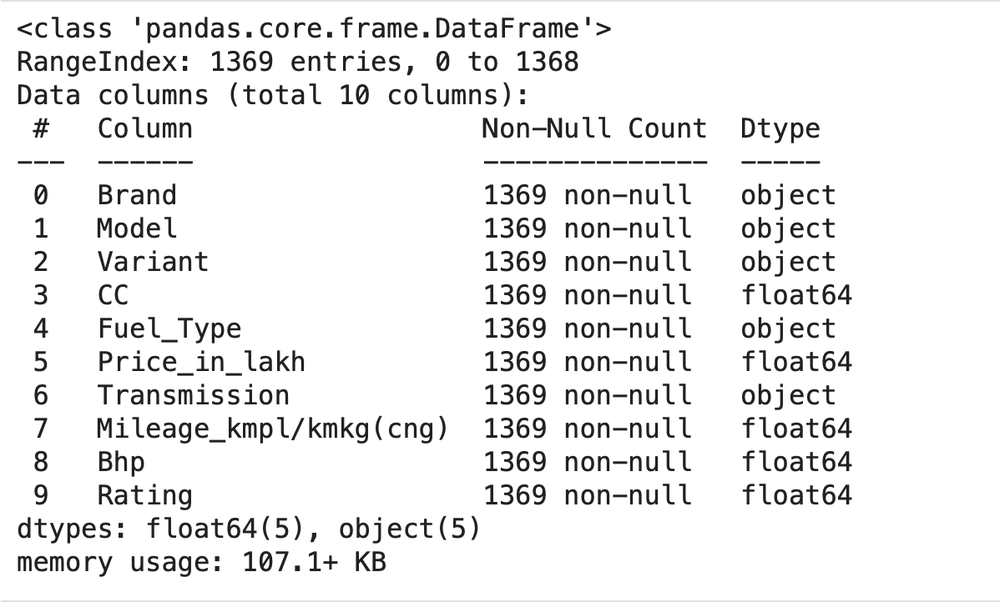 <class 'pandas.core.frame.DataFrame'>
RangeIndex: 1369 entries, 0 to 1368
Data columns (total 10 columns):
 #   Column                  Non-Null Count  Dtype
---  ------                  --------------  -----
 0   Brand                   1369 non-null   object
 1   Model                   1369 non-null   object
 2   Variant                 1369 non-null   object
 3   CC                      1369 non-null   float64
 4   Fuel_Type               1369 non-null   object
 5   Price_in_lakh           1369 non-null   float64
 6   Transmission            1369 non-null   object
 7   Mileage_kmpl/kmkg(cng)  1369 non-null   float64
 8   Bhp                     1369 non-null   float64
 9   Rating                  1369 non-null   float64
dtypes: float64(5), object(5)
memory usage: 107.1+ KB